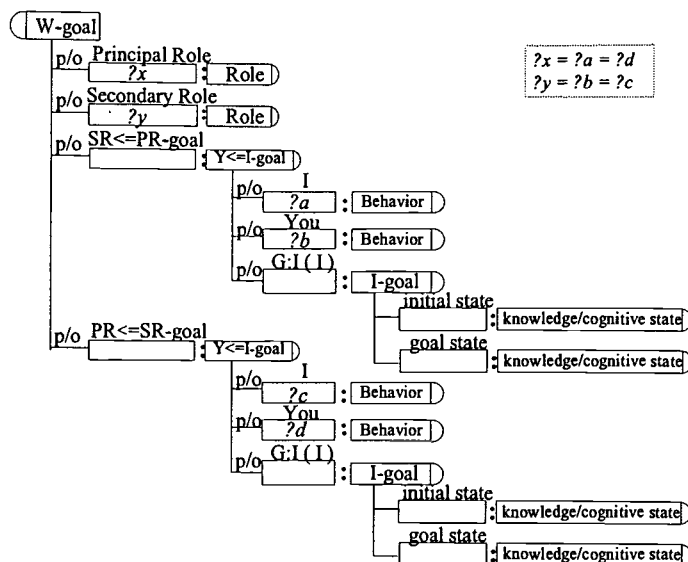 W-goal
p/o Principal Role
?x : Role
?x = ?a = ?d
?y = ?b = ?c
p/o Secondary Role
?y : Role
p/o SR<=PR-goal
: Y<=I-goal
p/o I
?a : Behavior
p/o You
?b : Behavior
p/o G:I ( I )
: I-goal
initial state
: knowledge/cognitive state
goal state
: knowledge/cognitive state
p/o PR<=SR-goal
: Y<=I-goal
p/o I
?c : Behavior
p/o You
?d : Behavior
p/o G:I ( I )
: I-goal
initial state
: knowledge/cognitive state
goal state
: knowledge/cognitive state